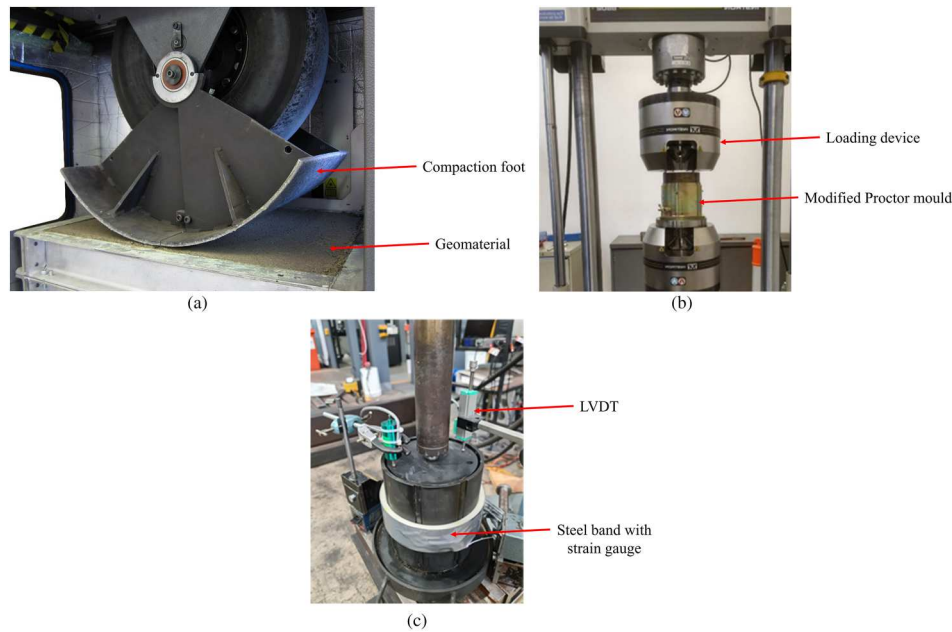 Compaction foot
Geomaterial
(a)
Loading device
Modified Proctor mould
(b)
LVDT
Steel band with
strain gauge
(c)